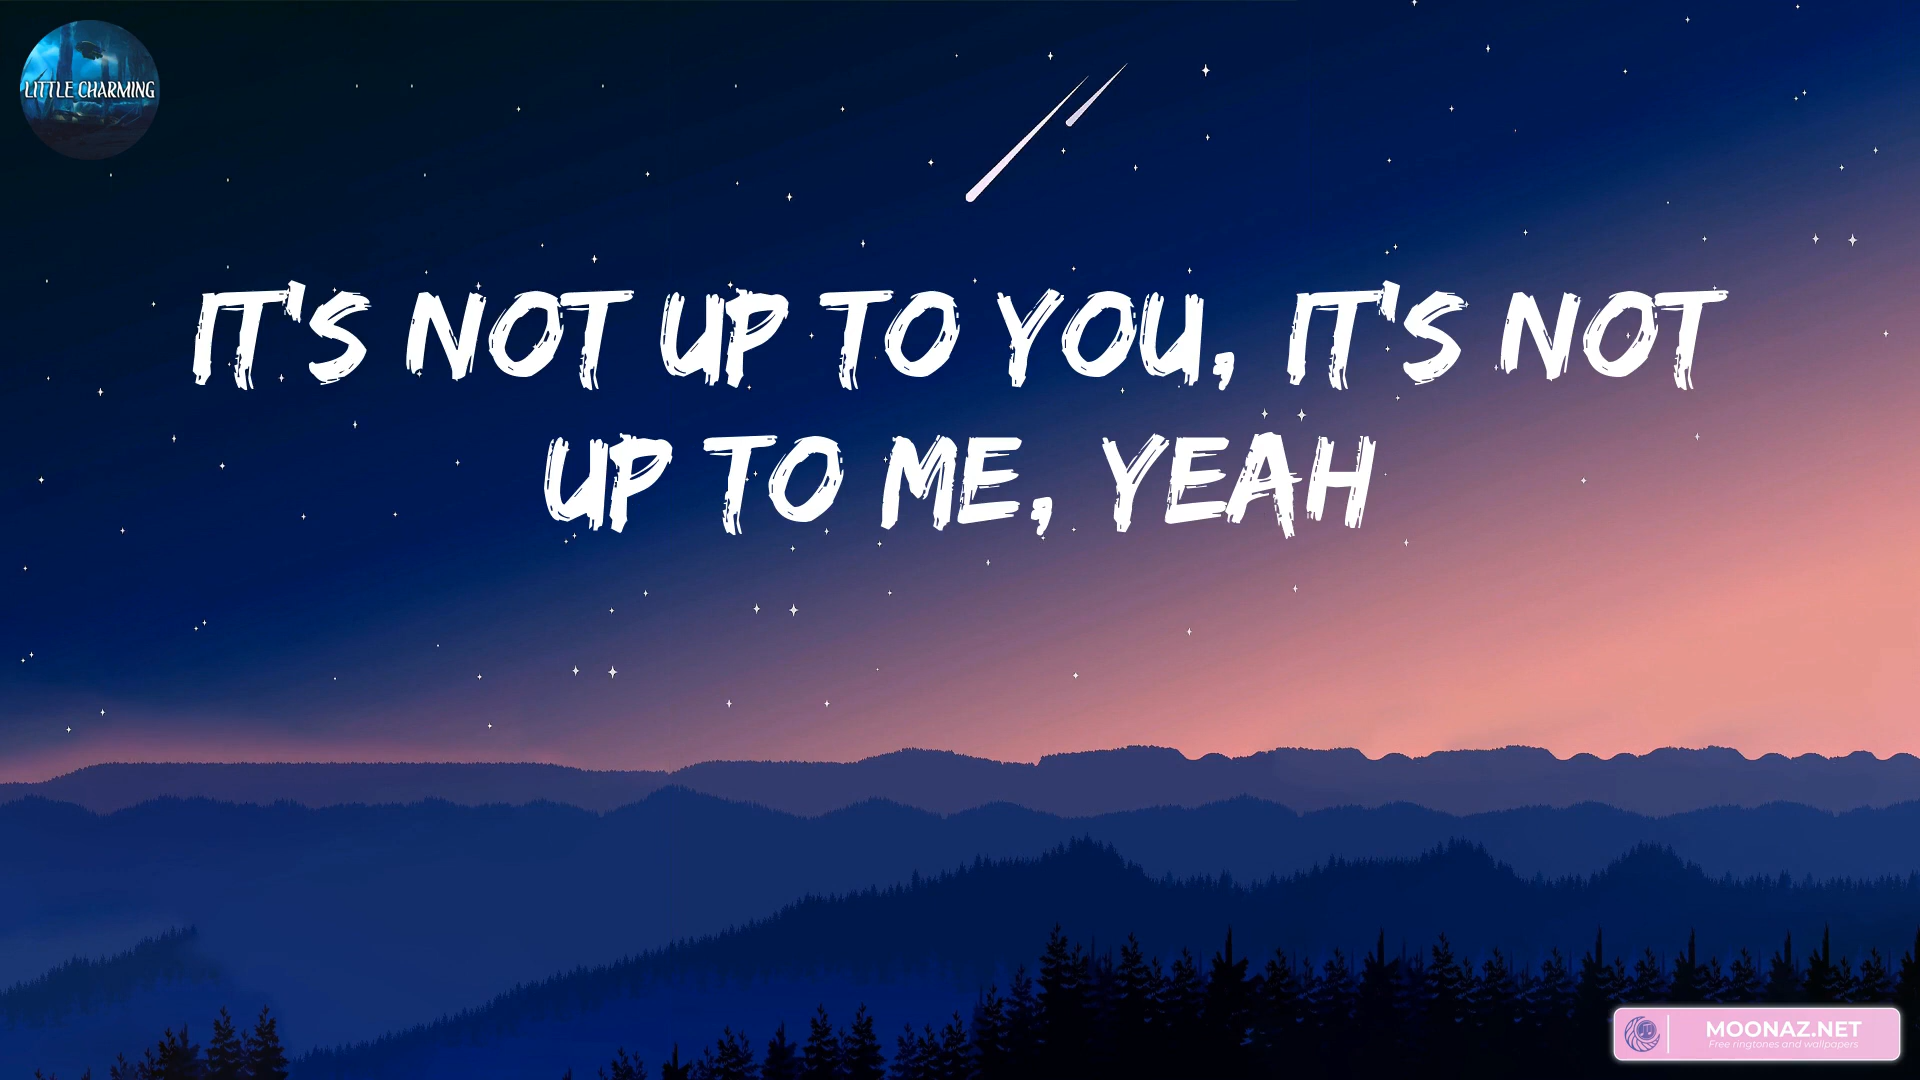 LITTLE CHARMING
IT'S NOT UP TO YOU, IT'S NOT
UP TO ME, YEAH
MOONAZ.NET
Free ringtones and wallpapers